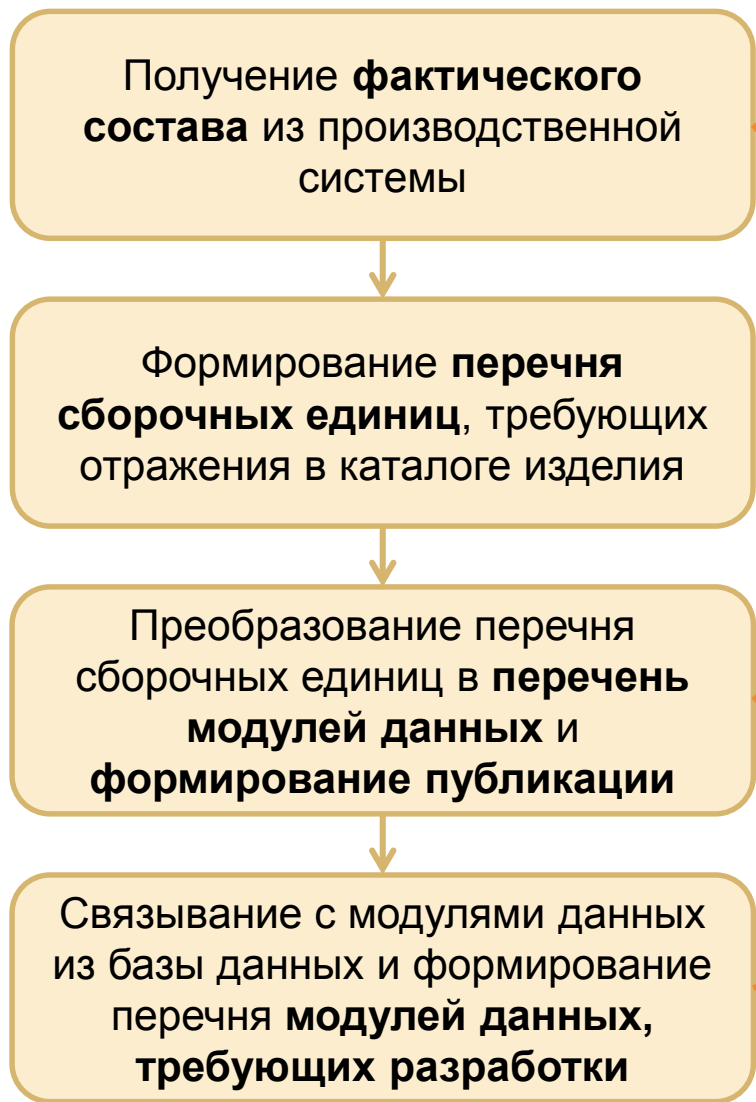 Получение фактического
состава из производственной
системы
Формирование перечня
сборочных единиц, требующих
отражения в каталоге изделия
Преобразование перечня
сборочных единиц в перечень
модулей данных и
формирование публикации
Связывание с модулями данных
из базы данных и формирование
перечня модулей данных,
требующих разработки